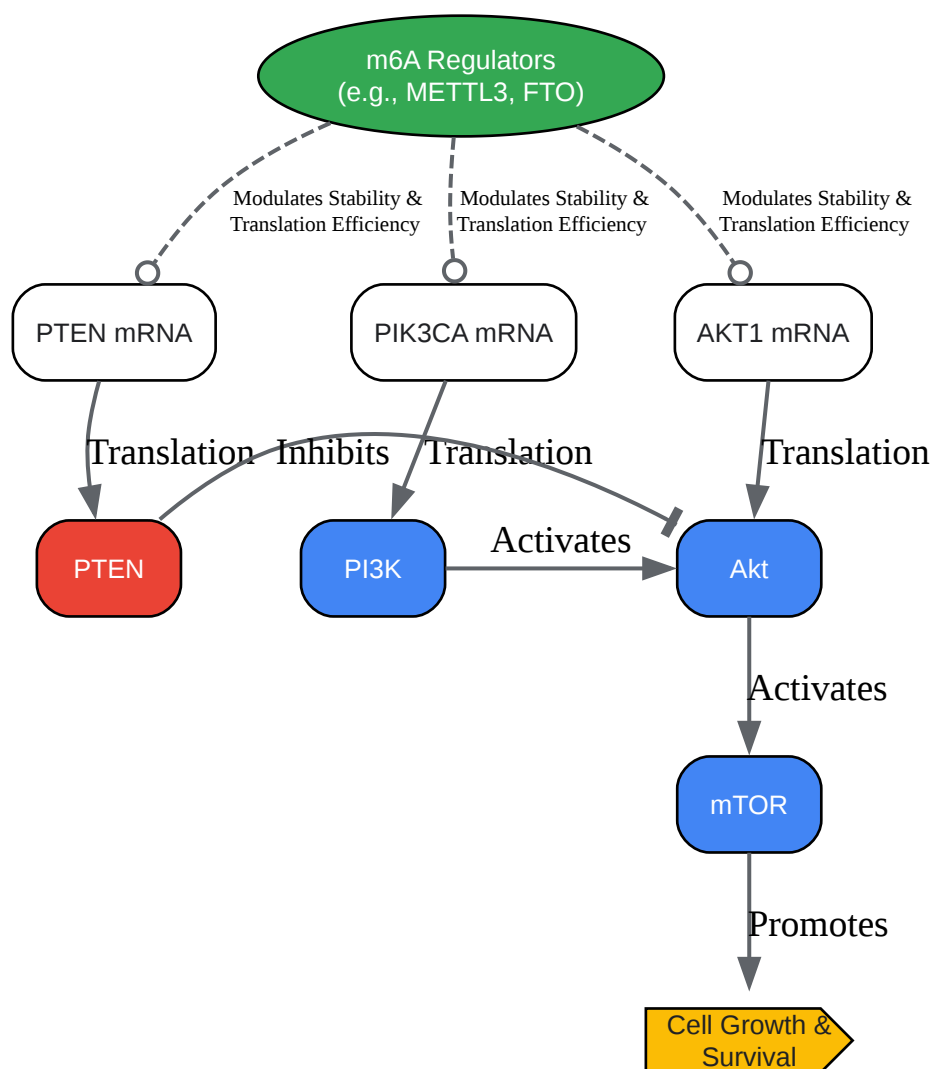 m6A Regulators
(e.g., METTL3, FTO)
Modulates Stability &
Translation Efficiency
Modulates Stability &
Translation Efficiency
Modulates Stability &
Translation Efficiency
PTEN mRNA
PIK3CA mRNA
AKT1 mRNA
Translation
Inhibits
Translation
Translation
PTEN
PI3K
Activates
Akt
Activates
mTOR
Promotes
Cell Growth &
Survival